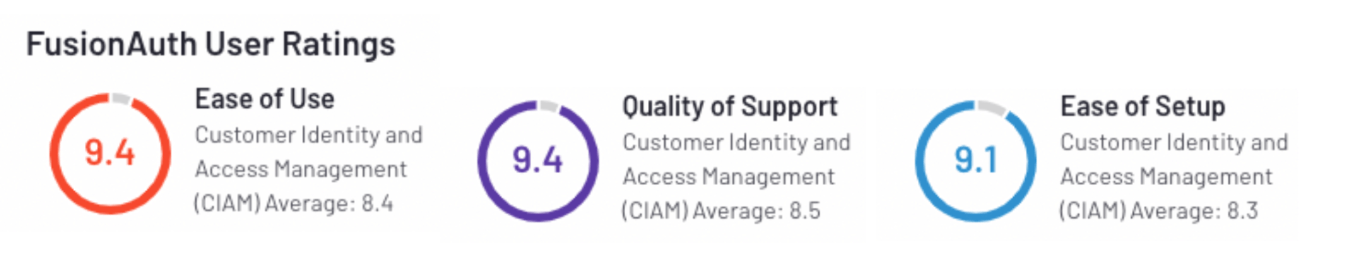 FusionAuth User Ratings
9.4
Ease of Use
Customer Identity and
Access Management
(CIAM) Average: 8.4
9.4
Quality of Support
Customer Identity and
Access Management
(CIAM) Average: 8.5
9.1
Ease of Setup
Customer Identity and
Access Management
(CIAM) Average: 8.3